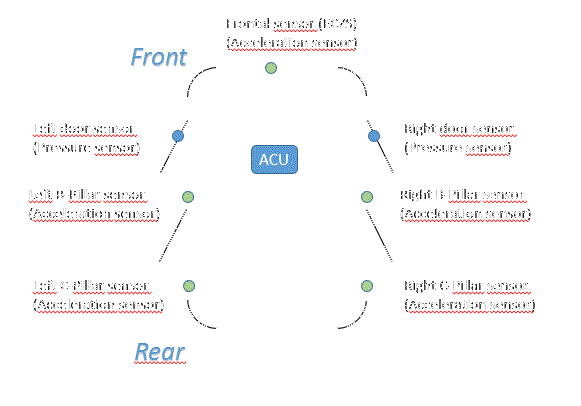 Frontal sensor (ECZS)
(Acceleration sensor)
Front
Left door sensor
(Pressure sensor)
Right door sensor
(Pressure sensor)
ACU
Left B-Pillar sensor
(Acceleration sensor)
Right B-Pillar sensor
(Acceleration sensor)
Left C-Pillar sensor
(Acceleration sensor)
Right C-Pillar sensor
(Acceleration sensor)
Rear